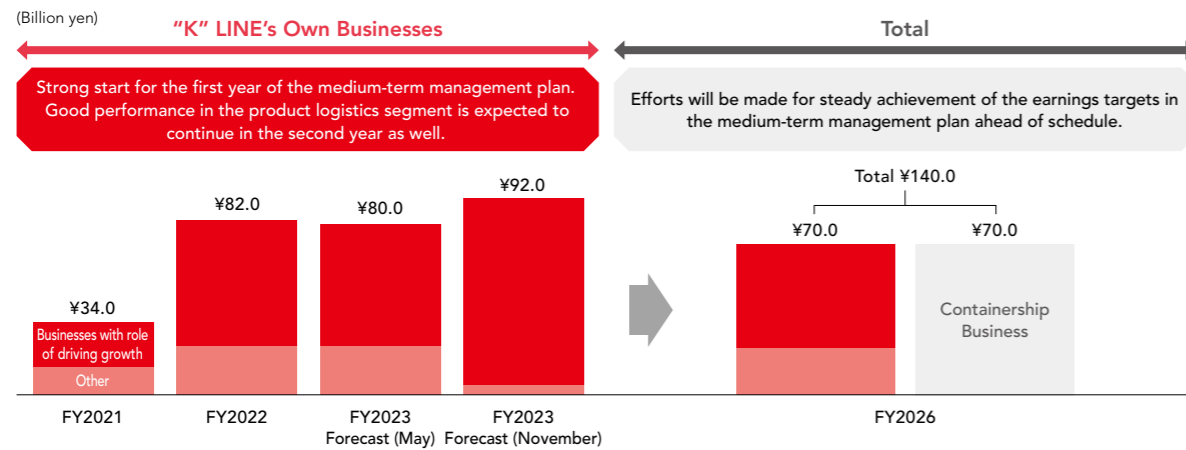 (Billion yen)
“K” LINE’s Own Businesses
Total
Strong start for the first year of the medium-term management plan.
Good performance in the product logistics segment is expected to
continue in the second year as well.
Efforts will be made for steady achievement of the earnings targets in
the medium-term management plan ahead of schedule.
¥34.0
Businesses with role
of driving growth
Other
FY2021
¥82.0
FY2022
¥80.0
FY2023
Forecast (May)
¥92.0
FY2023
Forecast (November)
Total ¥140.0
¥70.0
¥70.0
Containership
Business
FY2026